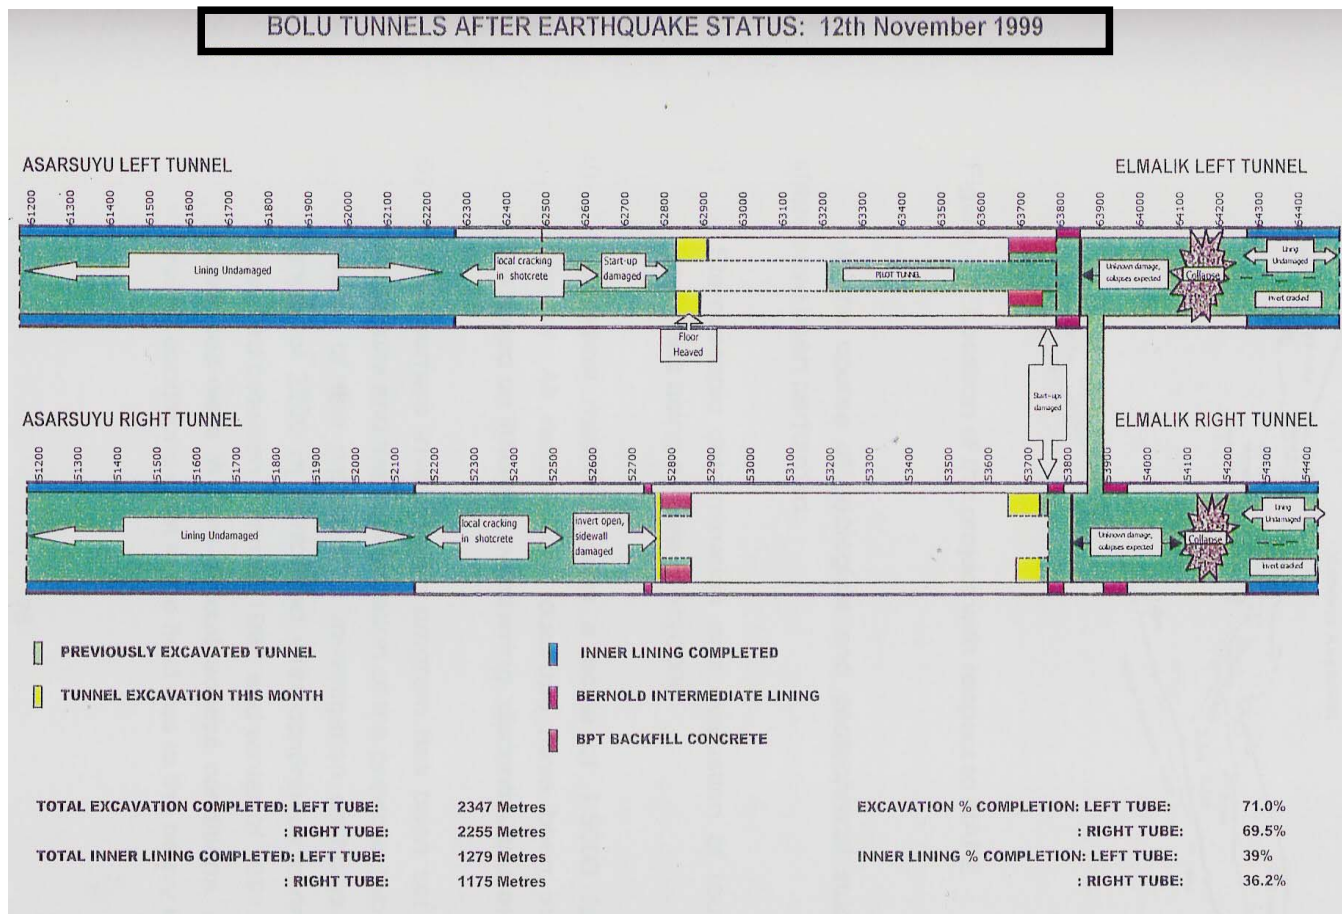 BOLU TUNNELS AFTER EARTHQUAKE STATUS: 12th November 1999
ASARSUYU LEFT TUNNEL
ELMALIK LEFT TUNNEL
61200 61300 61400 61500 61700 61800 61900 62000 62100 62200 62300 62400 62500 62600 62700 62800 62900 63000 63100 63200 63300 63400 63500 63600 63700 63800 63900 64000 64100 64200 64300 64400
Lining Undamaged
local cracking
in shotcrete
Start-up
damaged
PILOT TUNNEL
Unknown damage,
collapses expected
Collapse
Lining
Undamaged
Invert cracked
Floor
Heaved
Start-ups
damaged
ASARSUYU RIGHT TUNNEL
ELMALIK RIGHT TUNNEL
51200 51300 51400 51500 51700 51800 51900 52000 52100 52200 52300 52400 52500 52600 52700 52800 52900 53000 53100 53200 53300 53400 53500 53600 53700 53800 53900 54000 54100 54200 54300 54400
Lining Undamaged
local cracking
in shotcrete
invert open,
sidewall
damaged
Unknown damage,
collapses expected
Collapse
Lining
Undamaged
Invert cracked
PREVIOUSLY EXCAVATED TUNNEL
TUNNEL EXCAVATION THIS MONTH
INNER LINING COMPLETED
BERNOLD INTERMEDIATE LINING
BPT BACKFILL CONCRETE
TOTAL EXCAVATION COMPLETED: LEFT TUBE: 2347 Metres
: RIGHT TUBE: 2255 Metres
TOTAL INNER LINING COMPLETED: LEFT TUBE: 1279 Metres
: RIGHT TUBE: 1175 Metres
EXCAVATION % COMPLETION: LEFT TUBE: 71.0%
: RIGHT TUBE: 69.5%
INNER LINING % COMPLETION: LEFT TUBE: 39%
: RIGHT TUBE: 36.2%